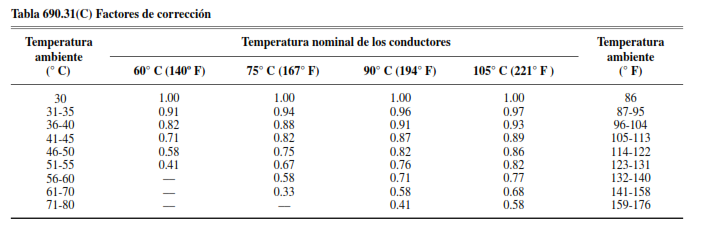 Tabla 690.31(C) Factores de corrección
Temperatura ambiente (° C) Temperatura nominal de los conductores Temperatura ambiente (° F)
60° C (140º F) 75° C (167° F) 90° C (194° F) 105° C (221° F )
30 1.00 1.00 1.00 1.00 86
31-35 0.91 0.94 0.96 0.97 87-95
36-40 0.82 0.88 0.91 0.93 96-104
41-45 0.71 0.82 0.87 0.89 105-113
46-50 0.58 0.75 0.82 0.86 114-122
51-55 0.41 0.67 0.76 0.82 123-131
56-60 — 0.58 0.71 0.77 132-140
61-70 — 0.33 0.58 0.68 141-158
71-80 — — 0.41 0.58 159-176